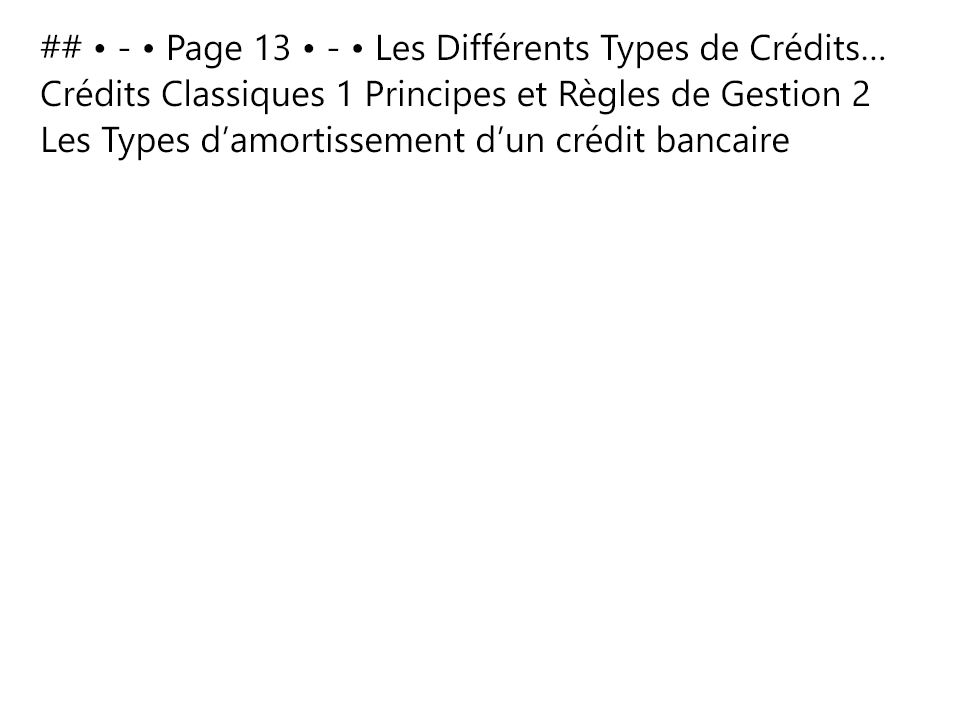 ## • - • Page 13 • - • Les Différents Types de Crédits...
Crédits Classiques 1 Principes et Règles de Gestion 2
Les Types d’amortissement d’un crédit bancaire